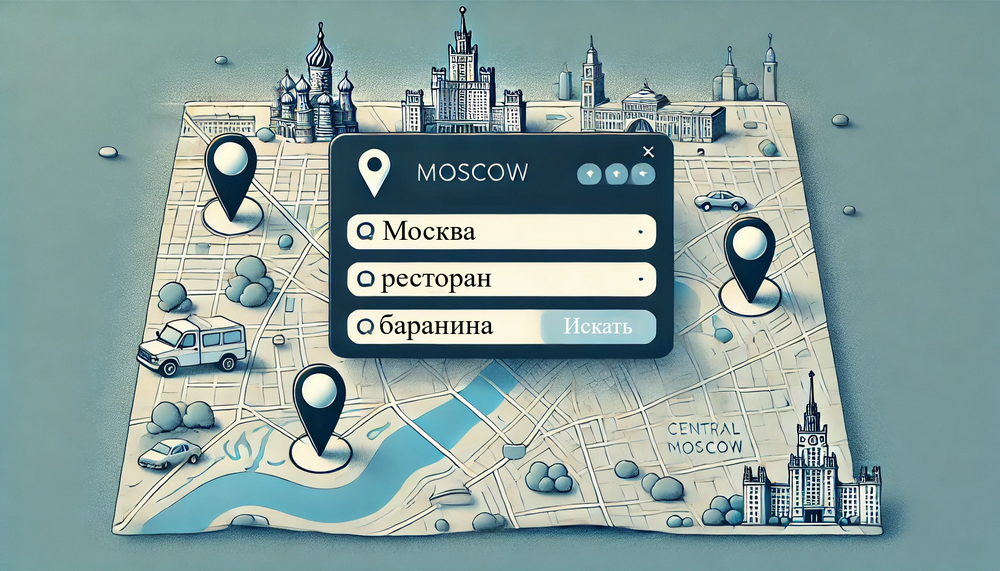 MOSCOW
Москва
ресторан
баранина
Искать
CENTRAL
MOSCOW